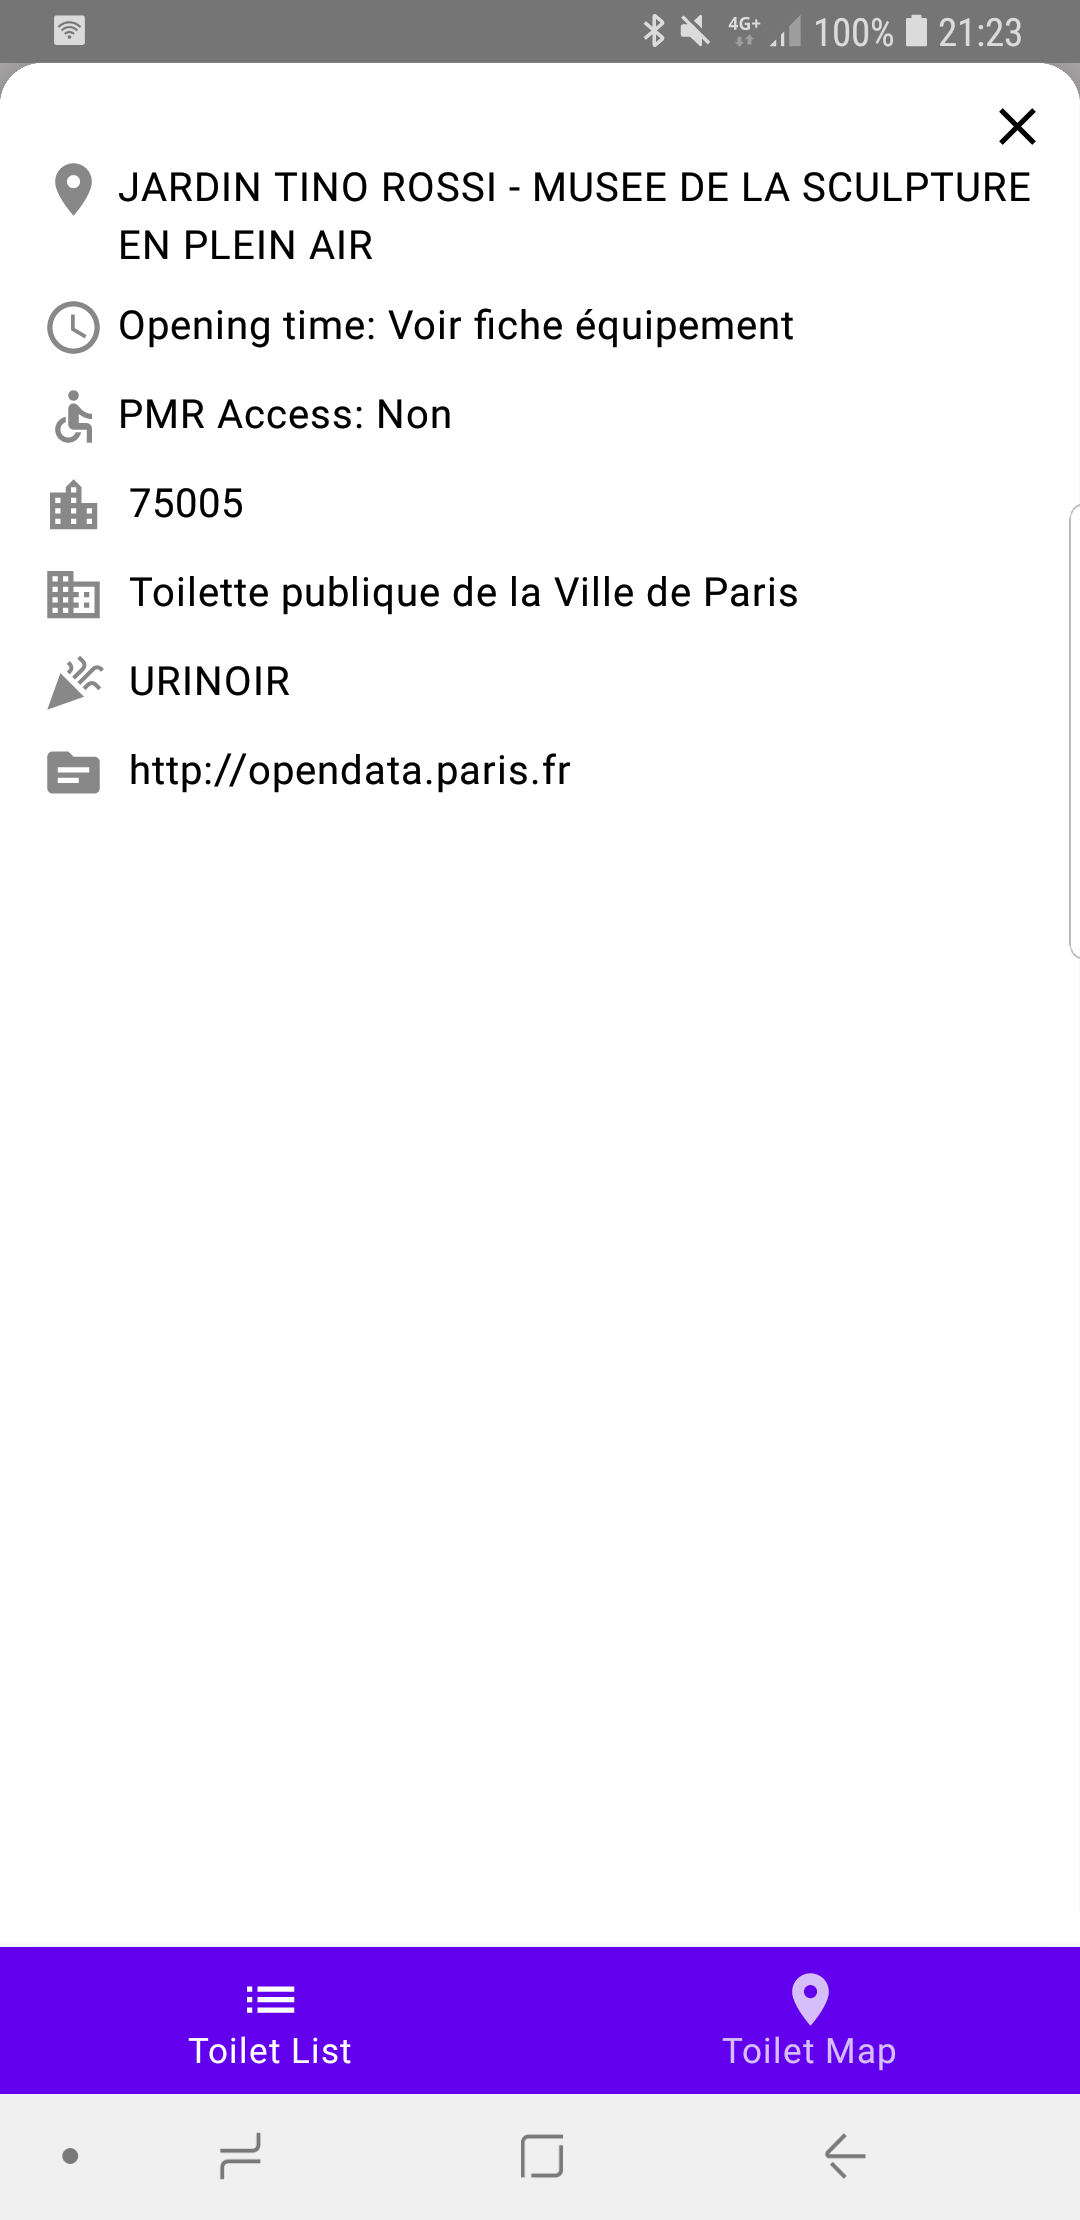 4G+ 100% 21:23
JARDIN TINO ROSSI - MUSEE DE LA SCULPTURE
EN PLEIN AIR
Opening time: Voir fiche équipement
PMR Access: Non
75005
Toilette publique de la Ville de Paris
URINOIR
http://opendata.paris.fr
Toilet List
Toilet Map